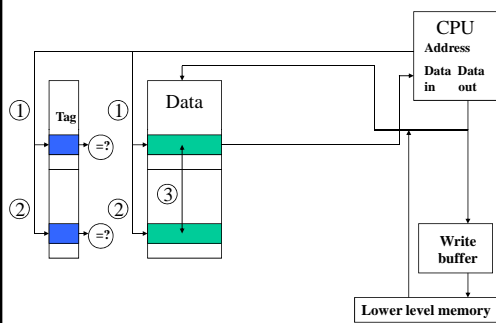 CPU
Address
Data Data
in out
①
①
Tag
Data
=?
②
②
③
=?
Write
buffer
Lower level memory